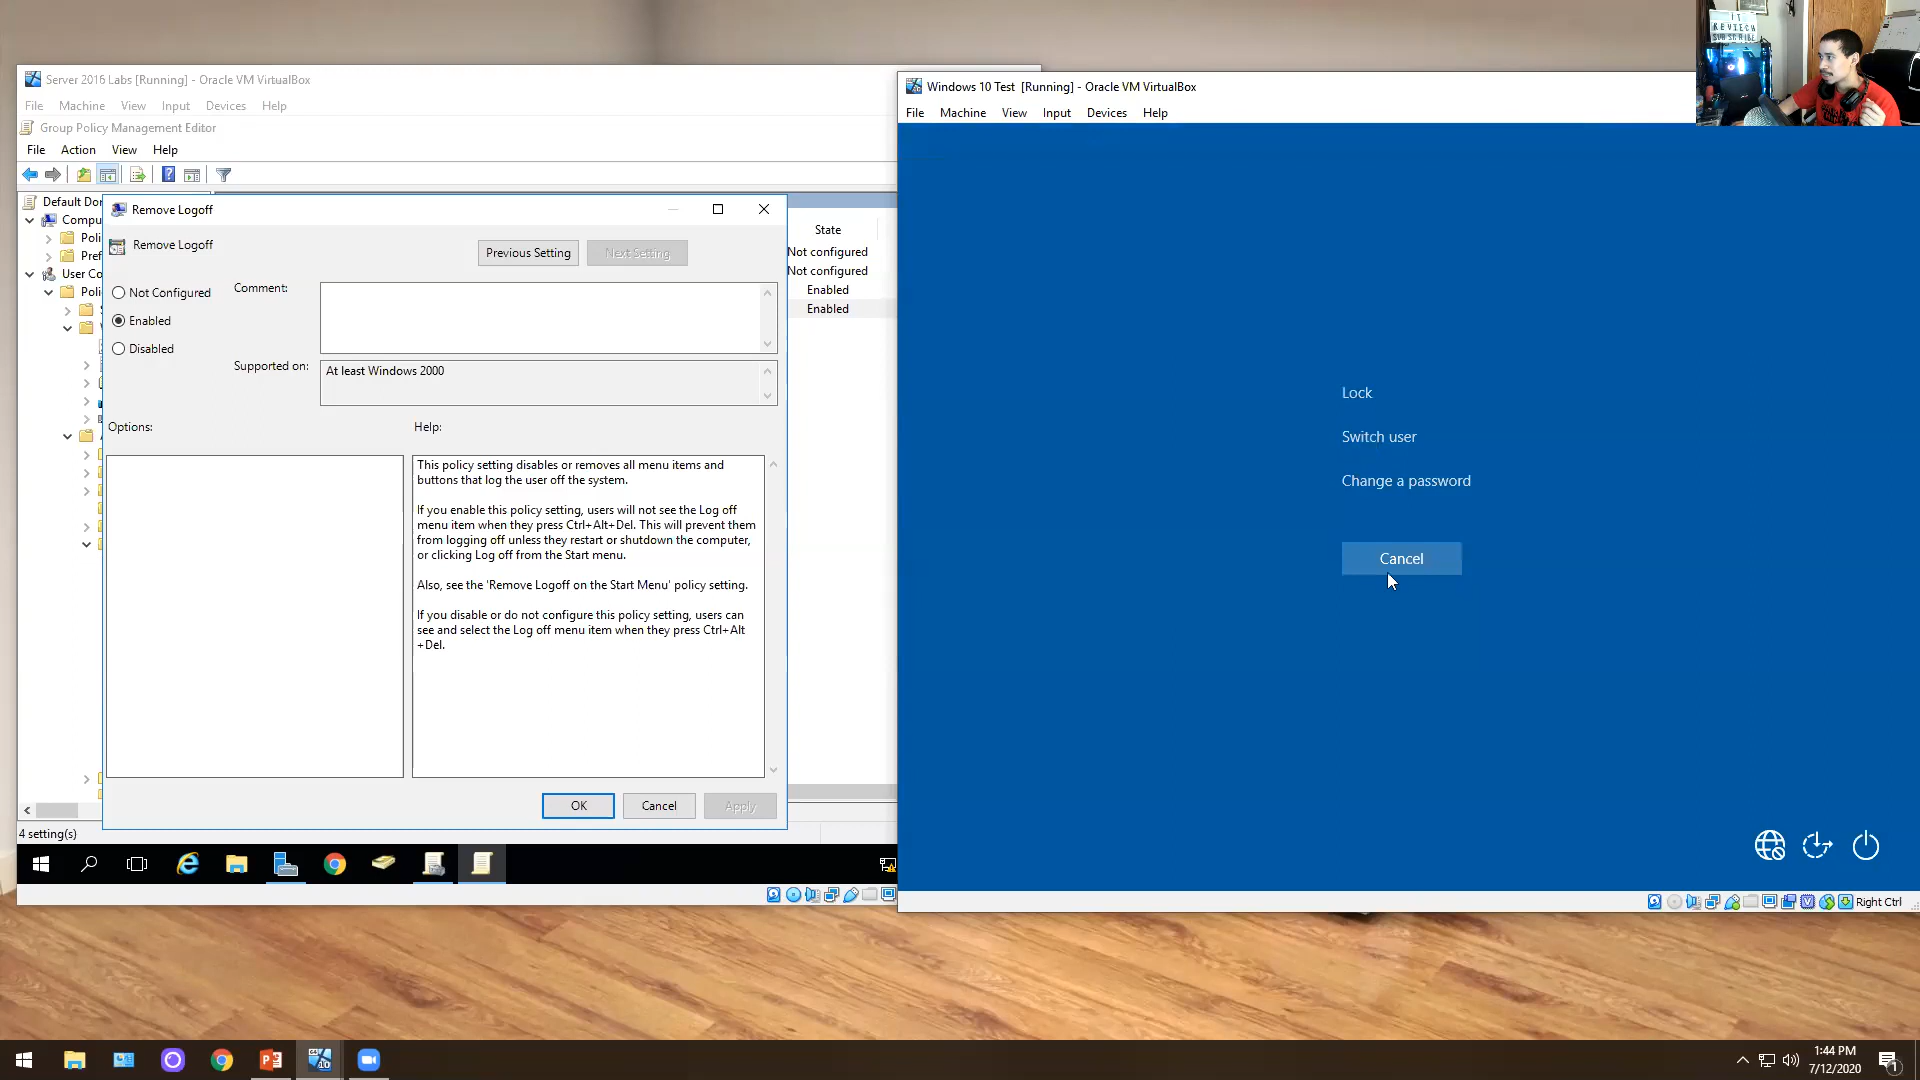 Server 2016 Labs [Running] - Oracle VM VirtualBox
File Machine View Input Devices Help
Group Policy Management Editor
File Action View Help
Default Dor
Compu
Poli
Pref
User Co
Poli
Remove Logoff
Remove Logoff
Previous Setting
Next Setting
Not Configured
Enabled
Disabled
Comment:
Supported on:
At least Windows 2000
Options:
Help:
This policy setting disables or removes all menu items and
buttons that log the user off the system.
If you enable this policy setting, users will not see the Log off
menu item when they press Ctrl+Alt+Del. This will prevent them
from logging off unless they restart or shutdown the computer,
or clicking Log off from the Start menu.
Also, see the 'Remove Logoff on the Start Menu' policy setting.
If you disable or do not configure this policy setting, users can
see and select the Log off menu item when they press Ctrl+Alt
+Del.
OK
Cancel
Apply
State
Not configured
Not configured
Enabled
Enabled
4 setting(s)
Windows 10 Test [Running] - Oracle VM VirtualBox
File Machine View Input Devices Help
Lock
Switch user
Change a password
Cancel
Right Ctrl
IT
KEVTECH
SUBSCRIBE
1:44 PM
7/12/2020
1